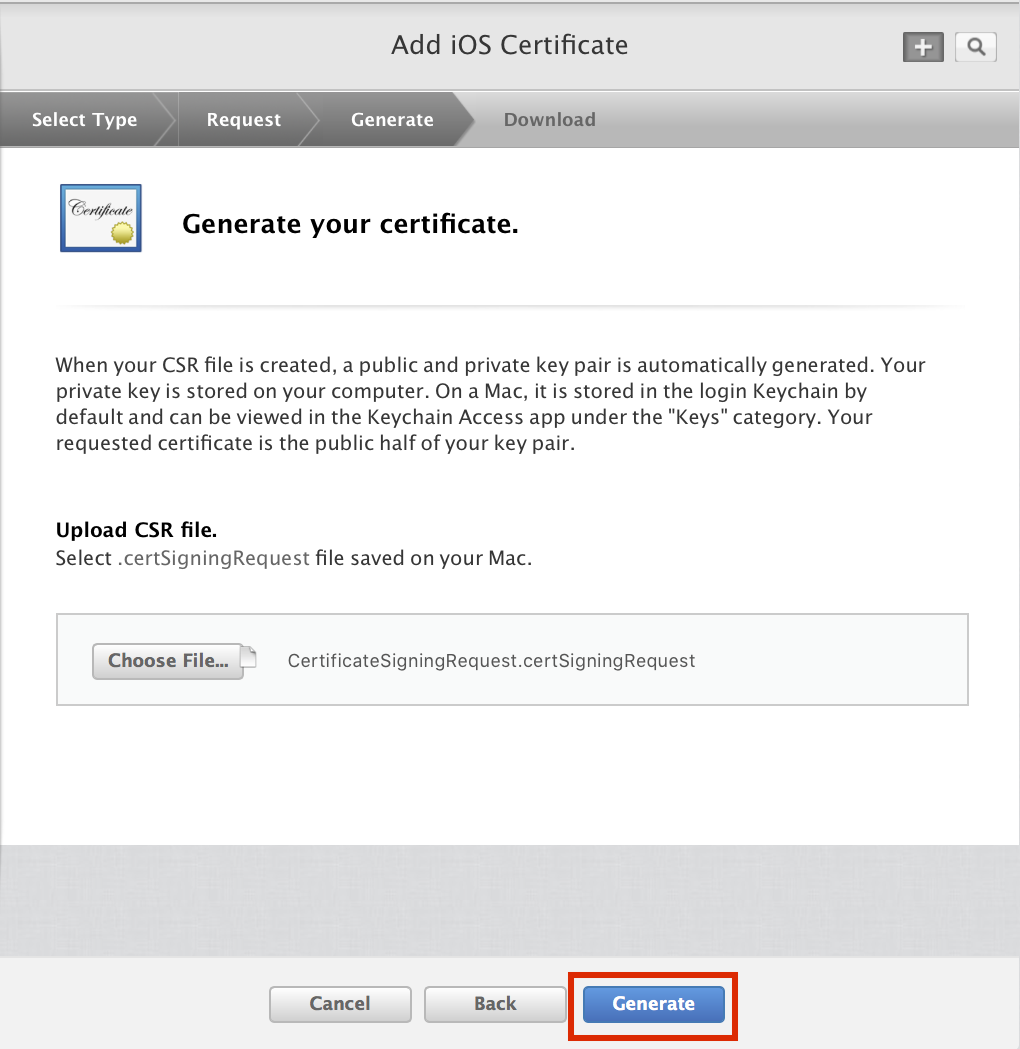 Add iOS Certificate
Select Type
Request
Generate
Download
Certificate
Generate your certificate.
When your CSR file is created, a public and private key pair is automatically generated. Your
private key is stored on your computer. On a Mac, it is stored in the login Keychain by
default and can be viewed in the Keychain Access app under the "Keys" category. Your
requested certificate is the public half of your key pair.
Upload CSR file.
Select .certSigningRequest file saved on your Mac.
Choose File...
CertificateSigningRequest.certSigningRequest
Cancel
Back
Generate